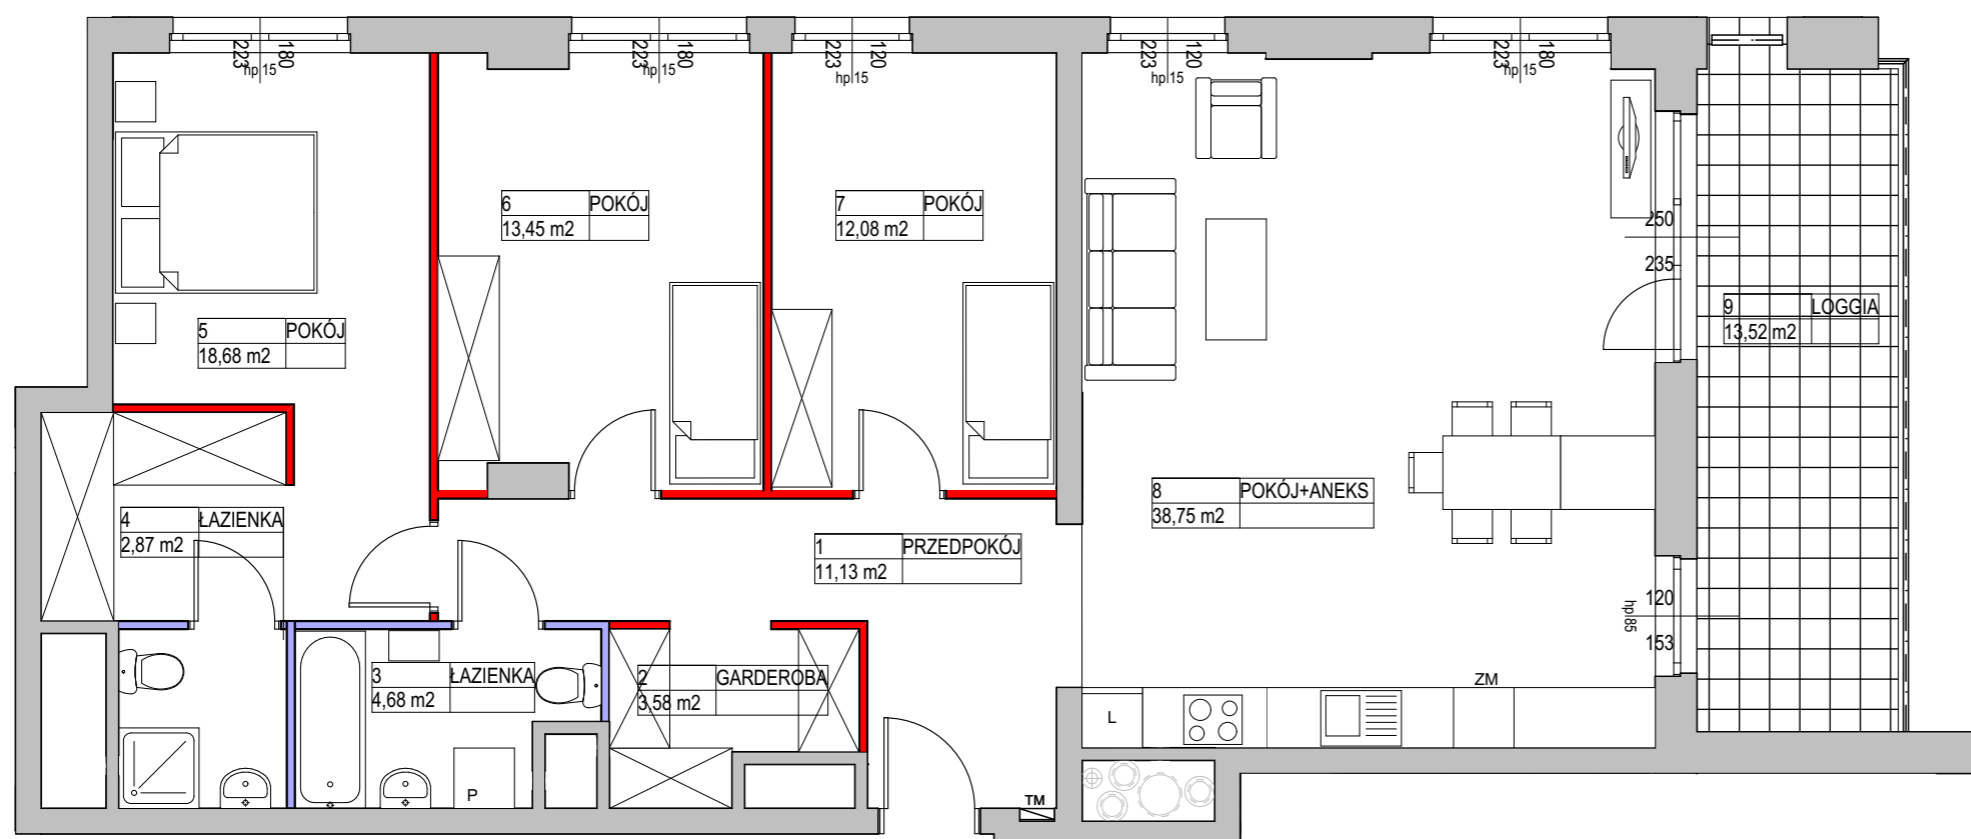 223 180
hp 15
223 180
hp 15
223 120
hp 15
223 120
hp 15
223 180
hp 15
6 POKÓJ
13,45 m2
7 POKÓJ
12,08 m2
250
235
9 LOGGIA
13,52 m2
5 POKÓJ
18,68 m2
8 POKÓJ+ANEKS
38,75 m2
4 ŁAZIENKA
2,87 m2
1 PRZEDPOKÓJ
11,13 m2
120
153
hp 85
3 ŁAZIENKA
4,68 m2
2 GARDEROBA
3,58 m2
ZM
L
P
TM